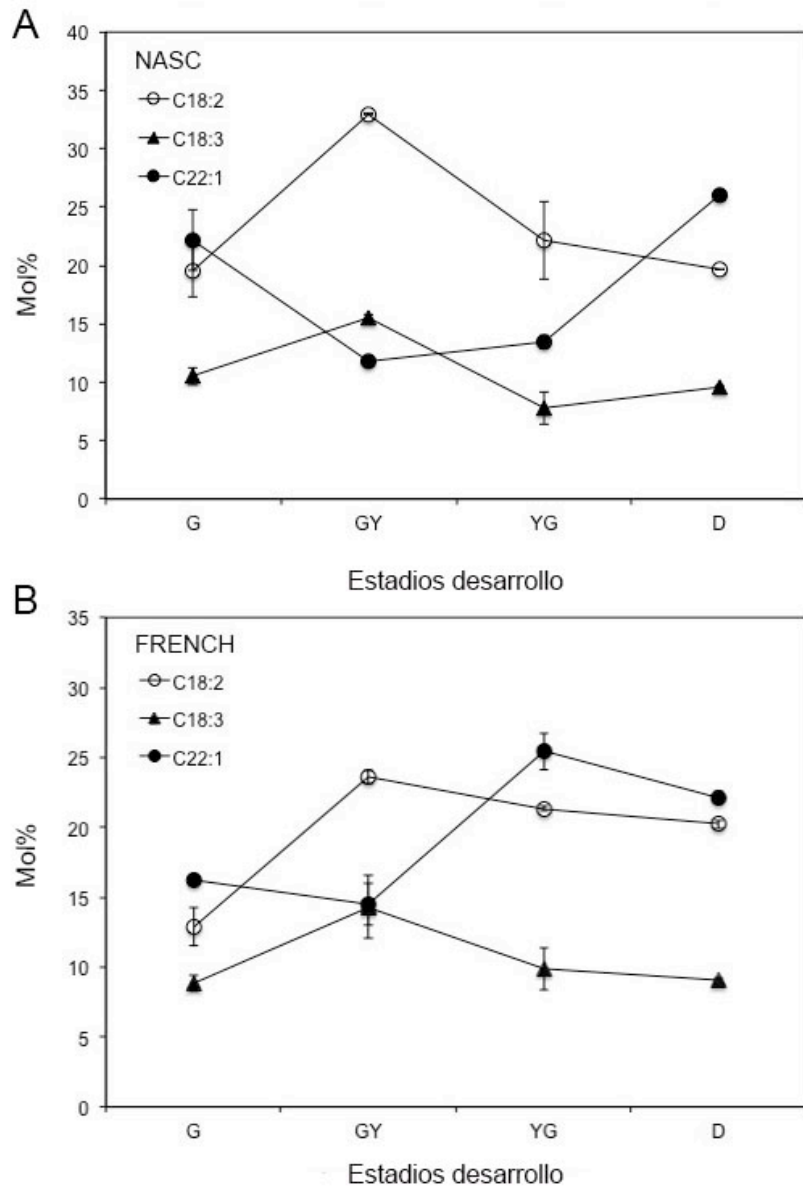 A
NASC
C18:2
C18:3
C22:1
40
35
30
25
20
15
10
5
0
Mol%
G GY YG D
Estadios desarrollo
B
FRENCH
C18:2
C18:3
C22:1
35
30
25
20
15
10
5
0
Mol%
G GY YG D
Estadios desarrollo